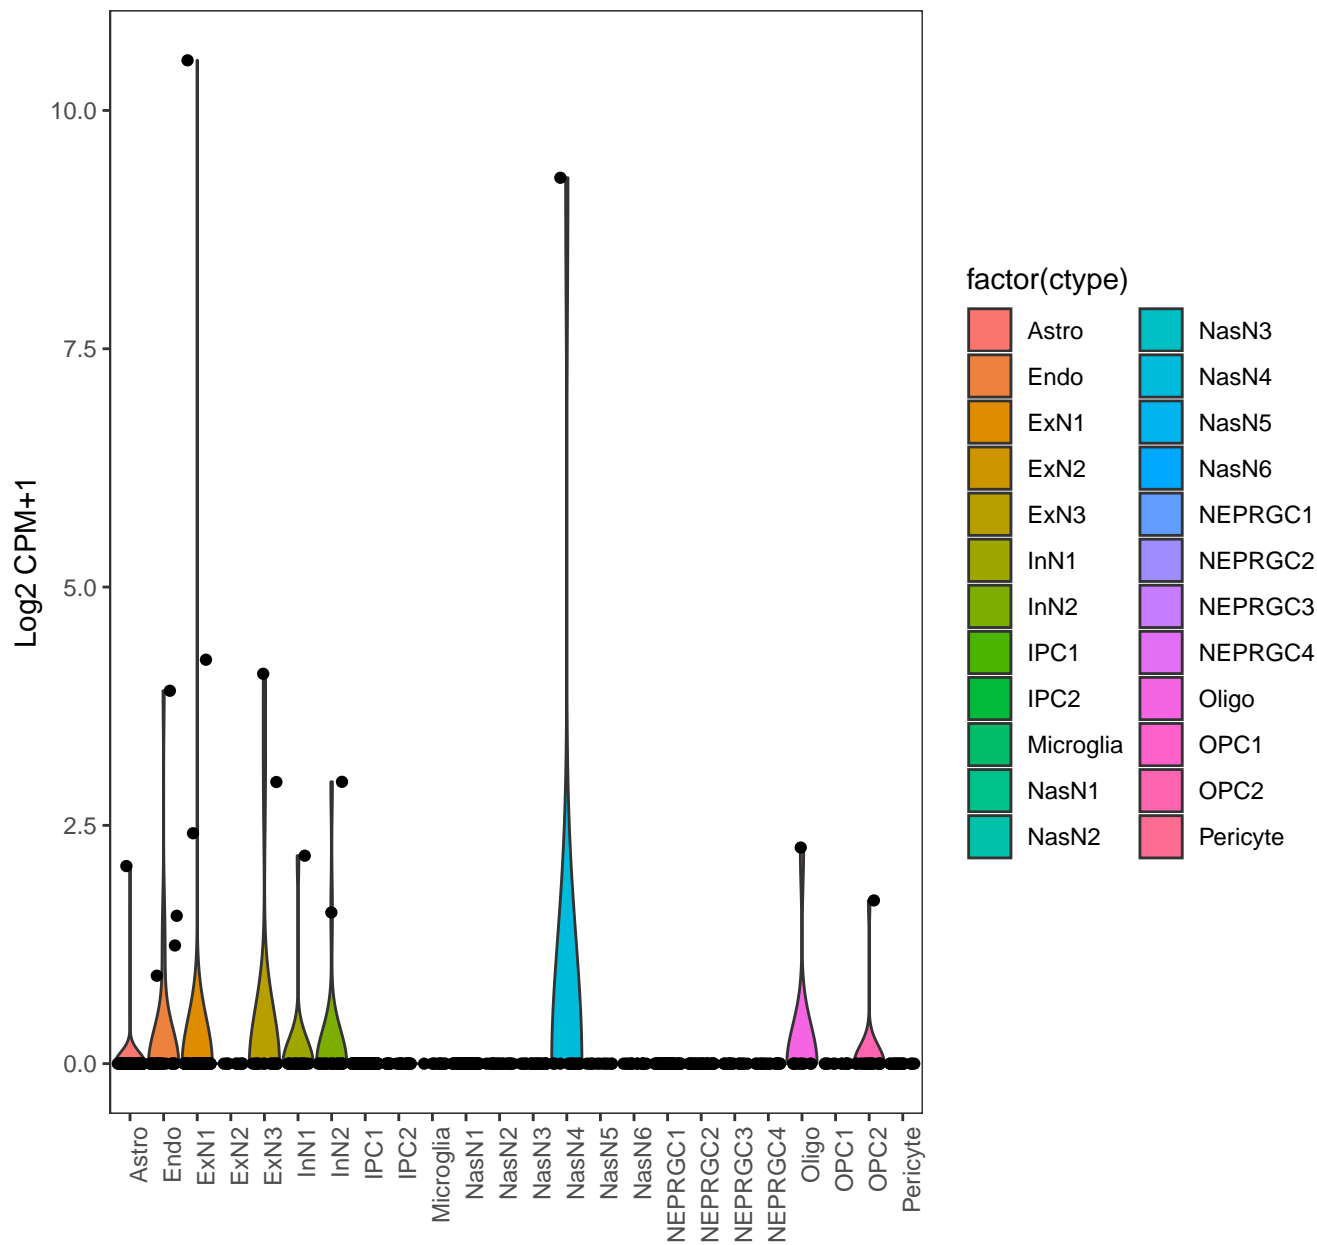 Log2 CPM+1
10.0
7.5
5.0
2.5
0.0
Astro
Endo
ExN1
ExN2
ExN3
InN1
InN2
IPC1
IPC2
Microglia
NasN1
NasN2
NasN3
NasN4
NasN5
NasN6
NEPRGC1
NEPRGC2
NEPRGC3
NEPRGC4
Oligo
OPC1
OPC2
Pericyte
factor(ctype)
Astro
Endo
ExN1
ExN2
ExN3
InN1
InN2
IPC1
IPC2
Microglia
NasN1
NasN2
NasN3
NasN4
NasN5
NasN6
NEPRGC1
NEPRGC2
NEPRGC3
NEPRGC4
Oligo
OPC1
OPC2
Pericyte